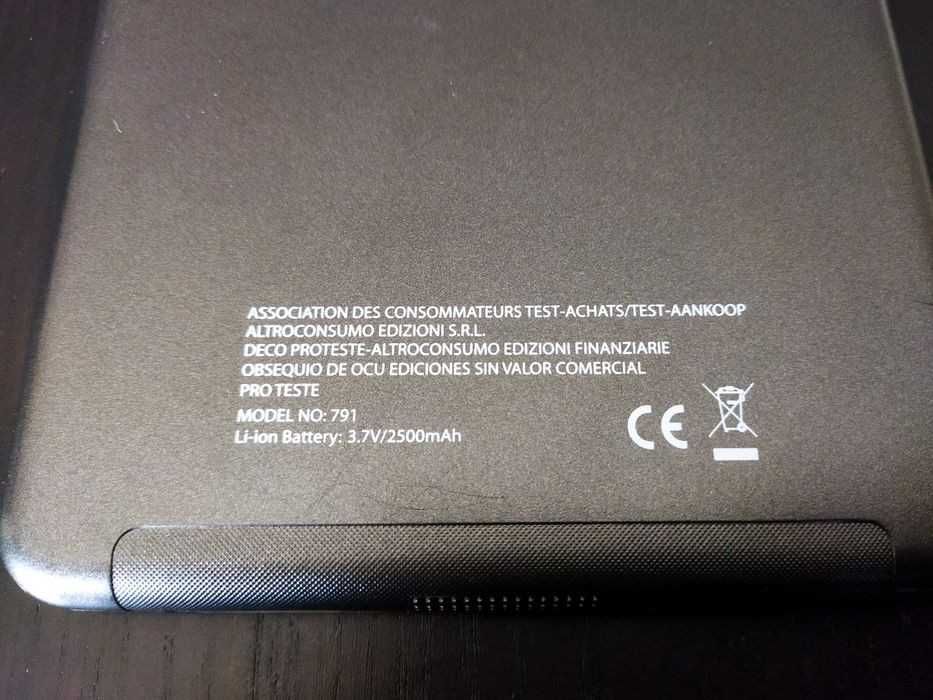 ASSOCIATION DES CONSOMMATEURS TEST-ACHATS/TEST-AANKOOP
ALTROCONSUMO EDIZIONI S.R.L.
DECO PROTESTE-ALTROCONSUMO EDIZIONI FINANZIARIE
OBSEQUIO DE OCU EDICIONES SIN VALOR COMERCIAL
PRO TESTE
MODEL NO: 791
Li-ion Battery: 3.7V/2500mAh
CE